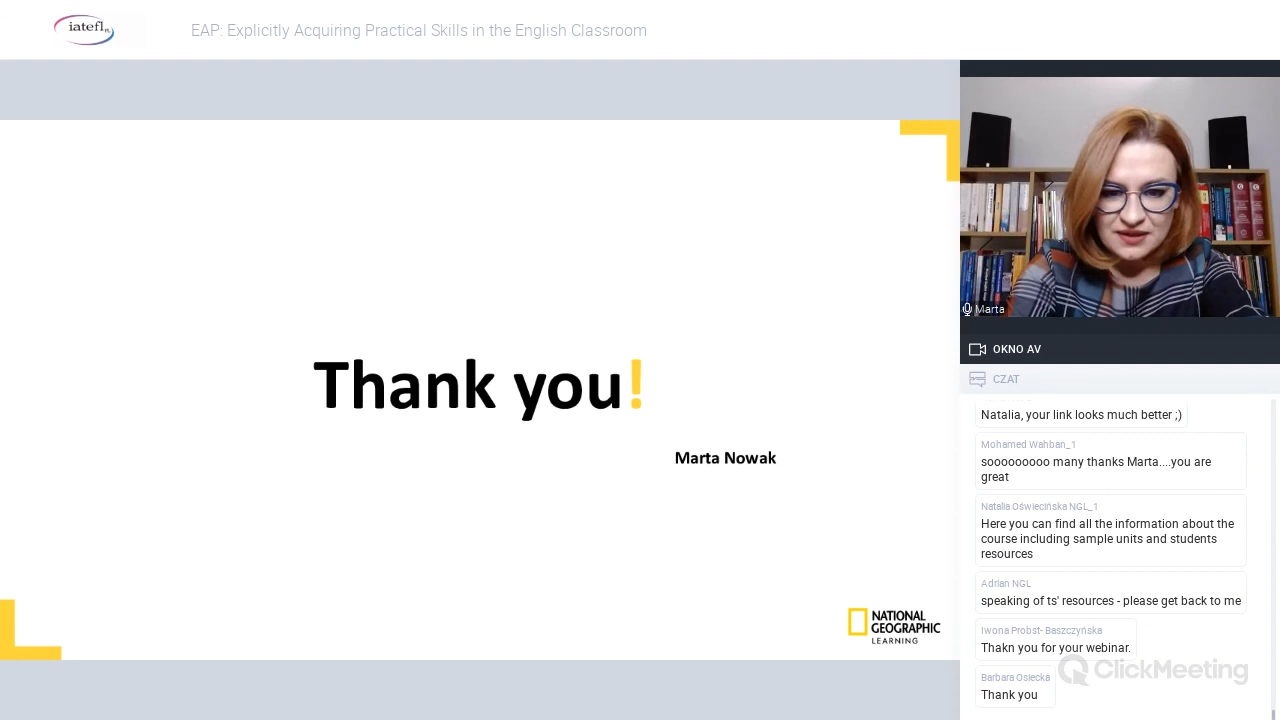 iatefl PL
EAP: Explicitly Acquiring Practical Skills in the English Classroom
Thank you!
Marta Nowak
NATIONAL
GEOGRAPHIC
LEARNING
Marta
OKNO AV
CZAT
Natalia, your link looks much better ;)
Mohamed Wahban_1
sooooooooo many thanks Marta....you are
great
Natalia Oświecińska NGL_1
Here you can find all the information about the
course including sample units and students
resources
Adrian NGL
speaking of ts' resources - please get back to me
Iwona Probst- Baszczyńska
Thakn you for your webinar.
Barbara Osiecka
Thank you
ClickMeeting